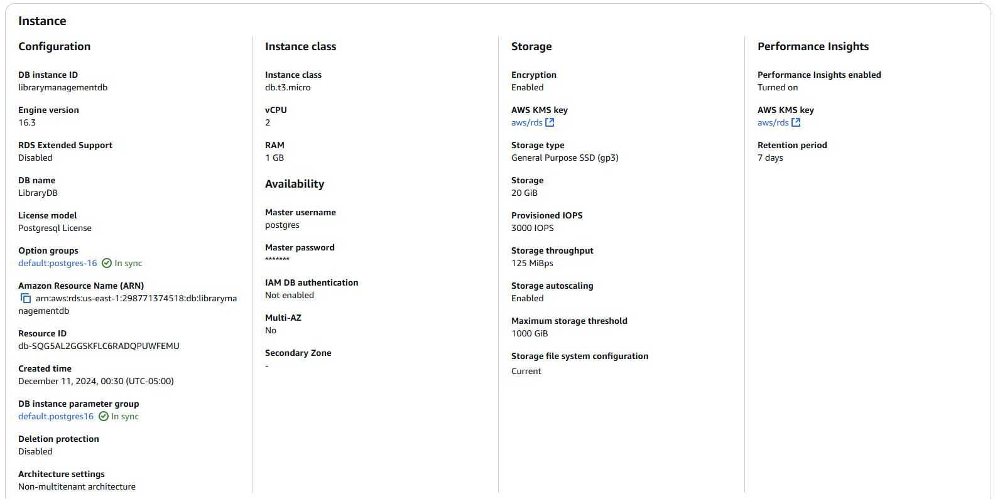 Instance
Configuration
DB instance ID
librarymanagementdb
Engine version
16.3
RDS Extended Support
Disabled
DB name
LibraryDB
License model
Postgresql License
Option groups
default:postgres-16 In sync
Amazon Resource Name (ARN)
arn:aws:rds:us-east-1:298771374518:db:libraryma
nagementdb
Resource ID
db-SQG5AL2GGSKFLC6RADQPUWFEMU
Created time
December 11, 2024, 00:30 (UTC-05:00)
DB instance parameter group
default.postgres16 In sync
Deletion protection
Disabled
Architecture settings
Non-multitenant architecture
Instance class
Instance class
db.t3.micro
vCPU
2
RAM
1 GB
Availability
Master username
postgres
Master password
*******
IAM DB authentication
Not enabled
Multi-AZ
No
Secondary Zone
-
Storage
Encryption
Enabled
AWS KMS key
aws/rds
Storage type
General Purpose SSD (gp3)
Storage
20 GiB
Provisioned IOPS
3000 IOPS
Storage throughput
125 MiBps
Storage autoscaling
Enabled
Maximum storage threshold
1000 GiB
Storage file system configuration
Current
Performance Insights
Performance Insights enabled
Turned on
AWS KMS key
aws/rds
Retention period
7 days